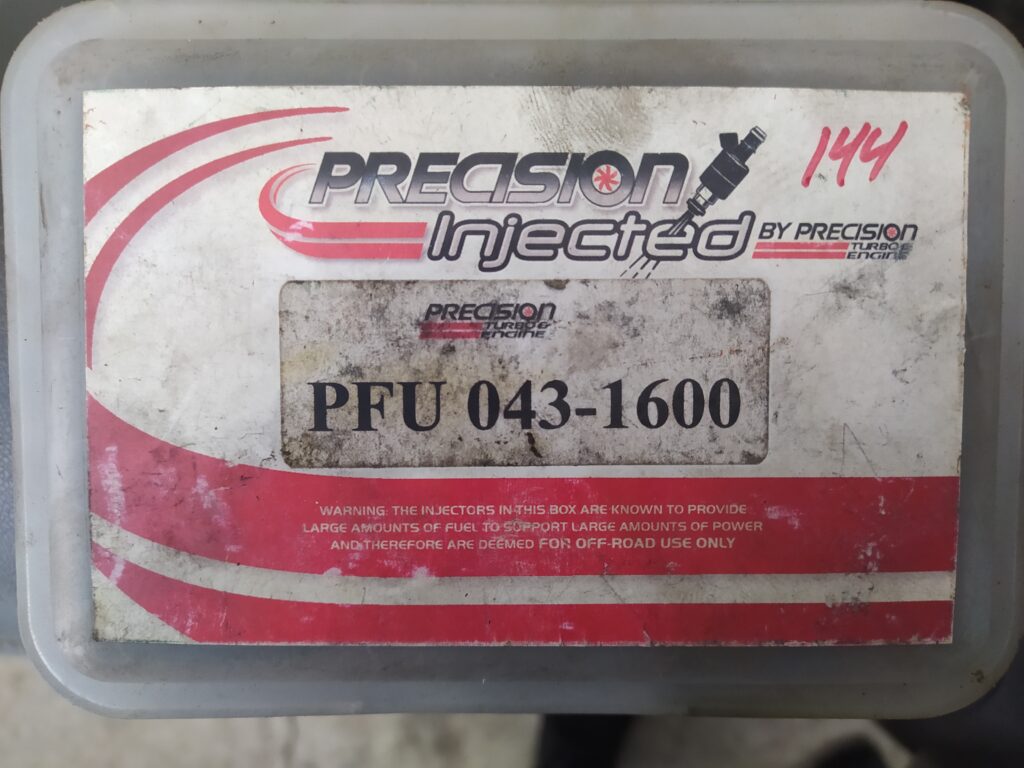 144
PRECISION
Injected BY PRECISION
TURBO &
ENGINE
PRECISION
TURBO &
ENGINE
PFU 043-1600
WARNING: THE INJECTORS IN THIS BOX ARE KNOWN TO PROVIDE
LARGE AMOUNTS OF FUEL TO SUPPORT LARGE AMOUNTS OF POWER
AND THEREFORE ARE DEEMED FOR OFF-ROAD USE ONLY